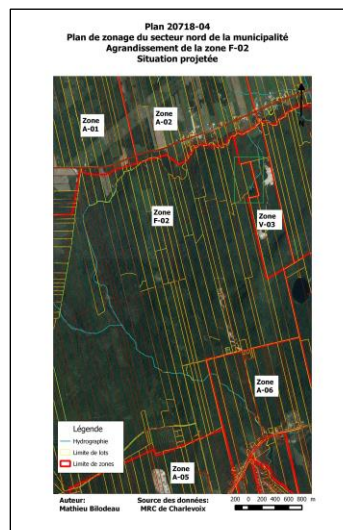 Plan 20718-04
Plan de zonage du secteur nord de la municipalité
Agrandissement de la zone F-02
Situation projetée
Zone
A-01
Zone
A-02
Zone
F-02
Zone
V-03
Zone
A-06
Zone
A-05
Légende
Hydrographie
Limite de lots
Limite de zones
Auteur:
Mathieu Bilodeau
Source des données:
MRC de Charlevoix
200 0 200 400 600 800 m